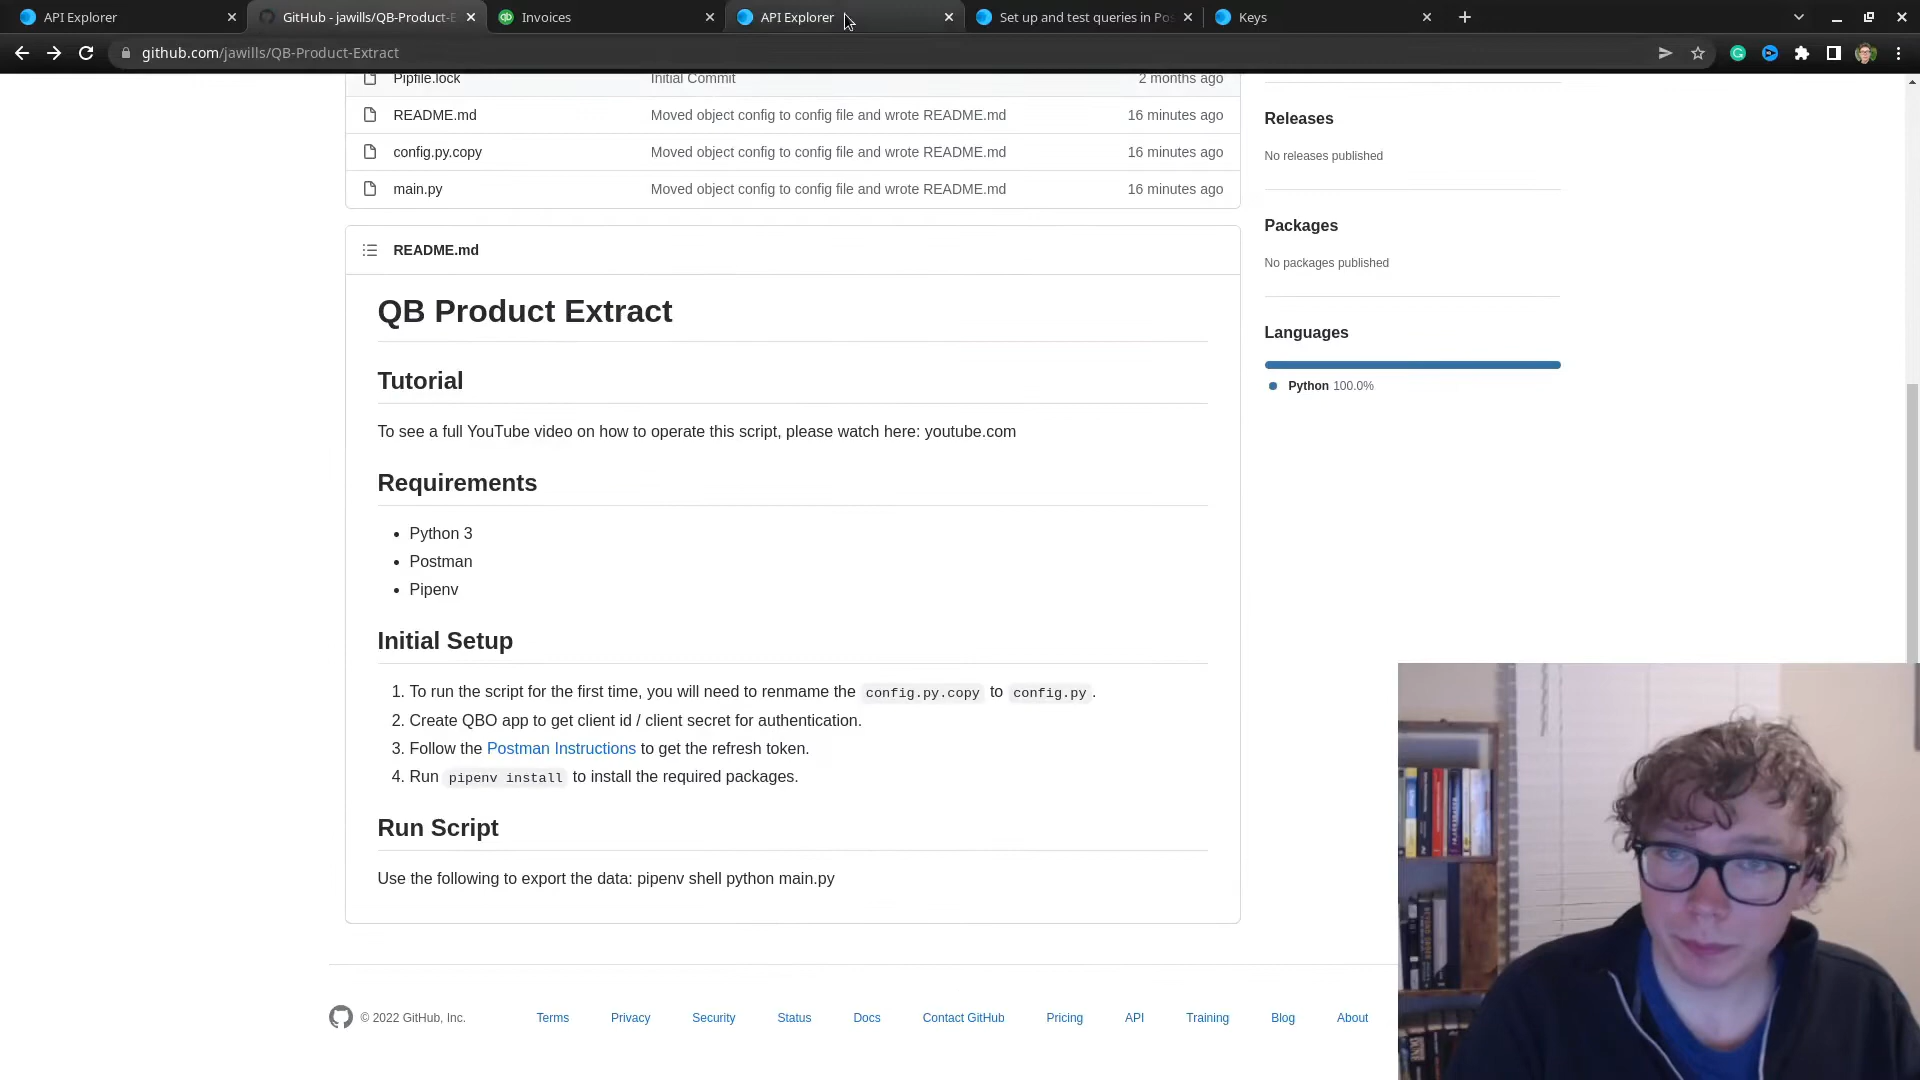 API Explorer
GitHub - jawills/QB-Product-E
Invoices
API Explorer
Set up and test queries in Pos
Keys
github.com/jawills/QB-Product-Extract
Pipfile.lock Initial Commit 2 months ago
README.md Moved object config to config file and wrote README.md 16 minutes ago
config.py.copy Moved object config to config file and wrote README.md 16 minutes ago
main.py Moved object config to config file and wrote README.md 16 minutes ago
README.md
QB Product Extract
Tutorial
To see a full YouTube video on how to operate this script, please watch here: youtube.com
Requirements
• Python 3
• Postman
• Pipenv
Initial Setup
1. To run the script for the first time, you will need to renmame the config.py.copy to config.py.
2. Create QBO app to get client id / client secret for authentication.
3. Follow the Postman Instructions to get the refresh token.
4. Run pipenv install to install the required packages.
Run Script
Use the following to export the data: pipenv shell python main.py
Releases
No releases published
Packages
No packages published
Languages
Python 100.0%
© 2022 GitHub, Inc.
Terms
Privacy
Security
Status
Docs
Contact GitHub
Pricing
API
Training
Blog
About